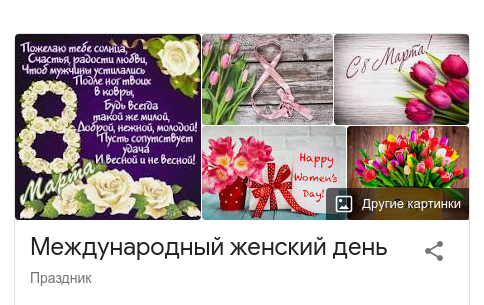 Пожелаю тебе солнца,
Счастья, радости любви,
Чтоб мужчины устилались
Подле ног твоих
в ковры,
Будь всегда
такой же милой,
Доброй, нежной, молодой!
Пусть сопутствует
удача
И весной и не весной!
8
Марта
8
С 8 Марта!
Happy
Women's
Day!
Другие картинки
Международный женский день
Праздник